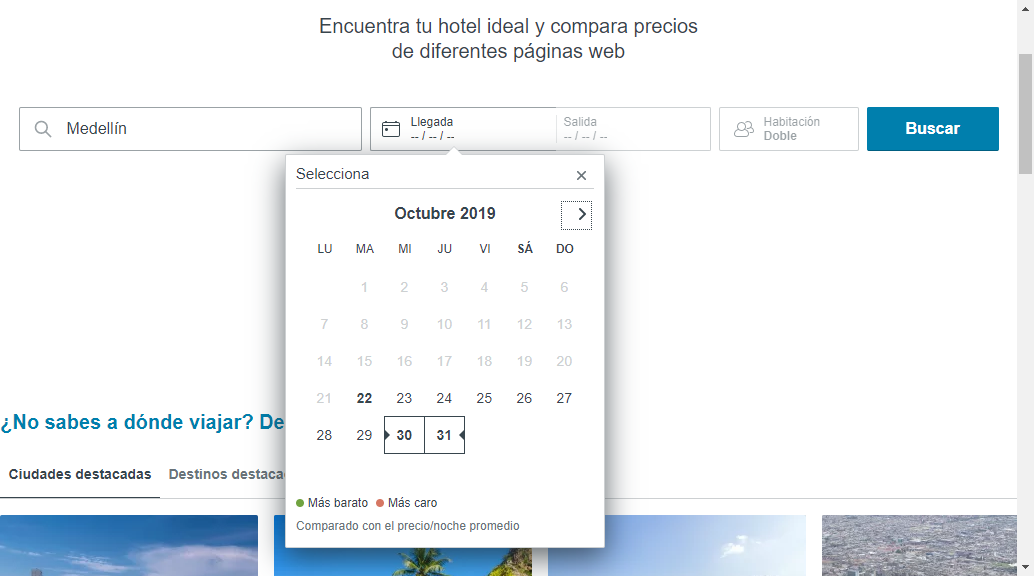 Encuentra tu hotel ideal y compara precios
de diferentes páginas web
Medellín
Llegada
-- / -- / --
Salida
-- / -- / --
Habitación
Doble
Buscar
Selecciona
Octubre 2019
LU MA MI JU VI SÁ DO
1 2 3 4 5 6
7 8 9 10 11 12 13
14 15 16 17 18 19 20
21 22 23 24 25 26 27
28 29 30 31
Más barato Más caro
Comparado con el precio/noche promedio
¿No sabes a dónde viajar? De
Ciudades destacadas Destinos destaca